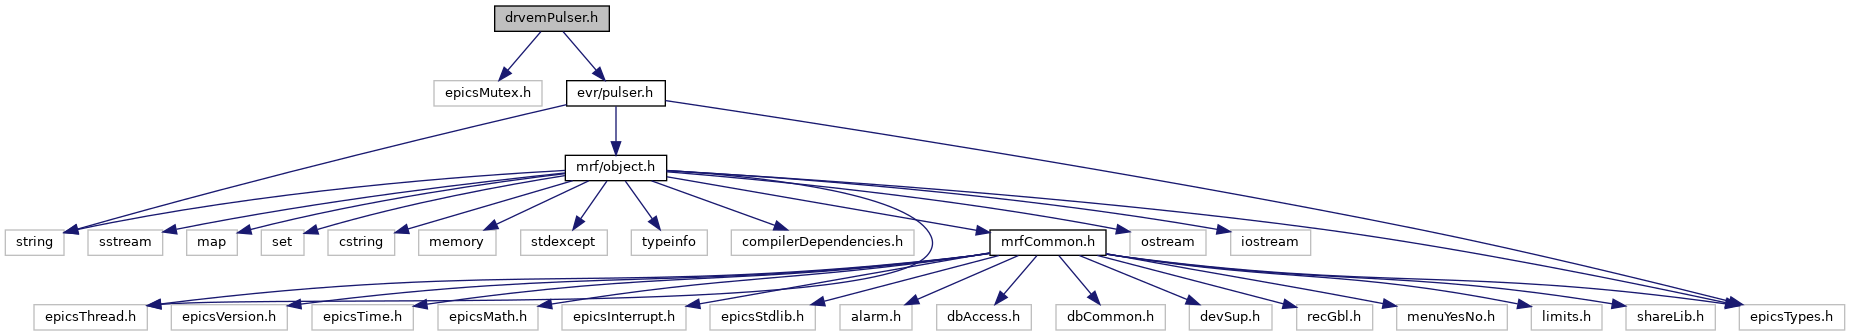 drvemPulser.h
epicsMutex.h
evr/pulser.h
mrf/object.h
string
sstream
map
set
cstring
memory
stdexcept
typeinfo
compilerDependencies.h
mrfCommon.h
ostream
iostream
epicsThread.h
epicsVersion.h
epicsTime.h
epicsMath.h
epicsInterrupt.h
epicsStdlib.h
alarm.h
dbAccess.h
dbCommon.h
devSup.h
recGbl.h
menuYesNo.h
limits.h
shareLib.h
epicsTypes.h